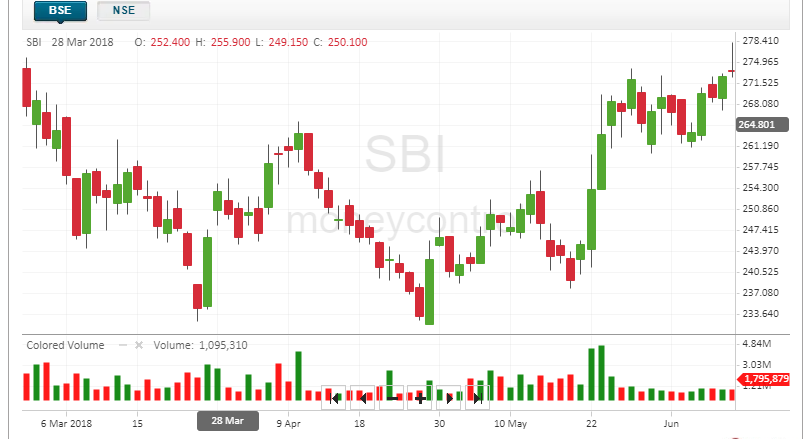 BSE NSE
SBI 28 Mar 2018 O: 252.400 H: 255.900 L: 249.150 C: 250.100
278.410
274.965
271.525
268.080
264.801
261.190
257.745
254.300
250.860
247.415
243.970
240.525
237.080
233.640
SBI
moneycont
Colored Volume Volume: 1,095,310
4.84M
3.03M
1,795,879
1.21M
6 Mar 2018 15 28 Mar 9 Apr 18 30 10 May 22 Jun